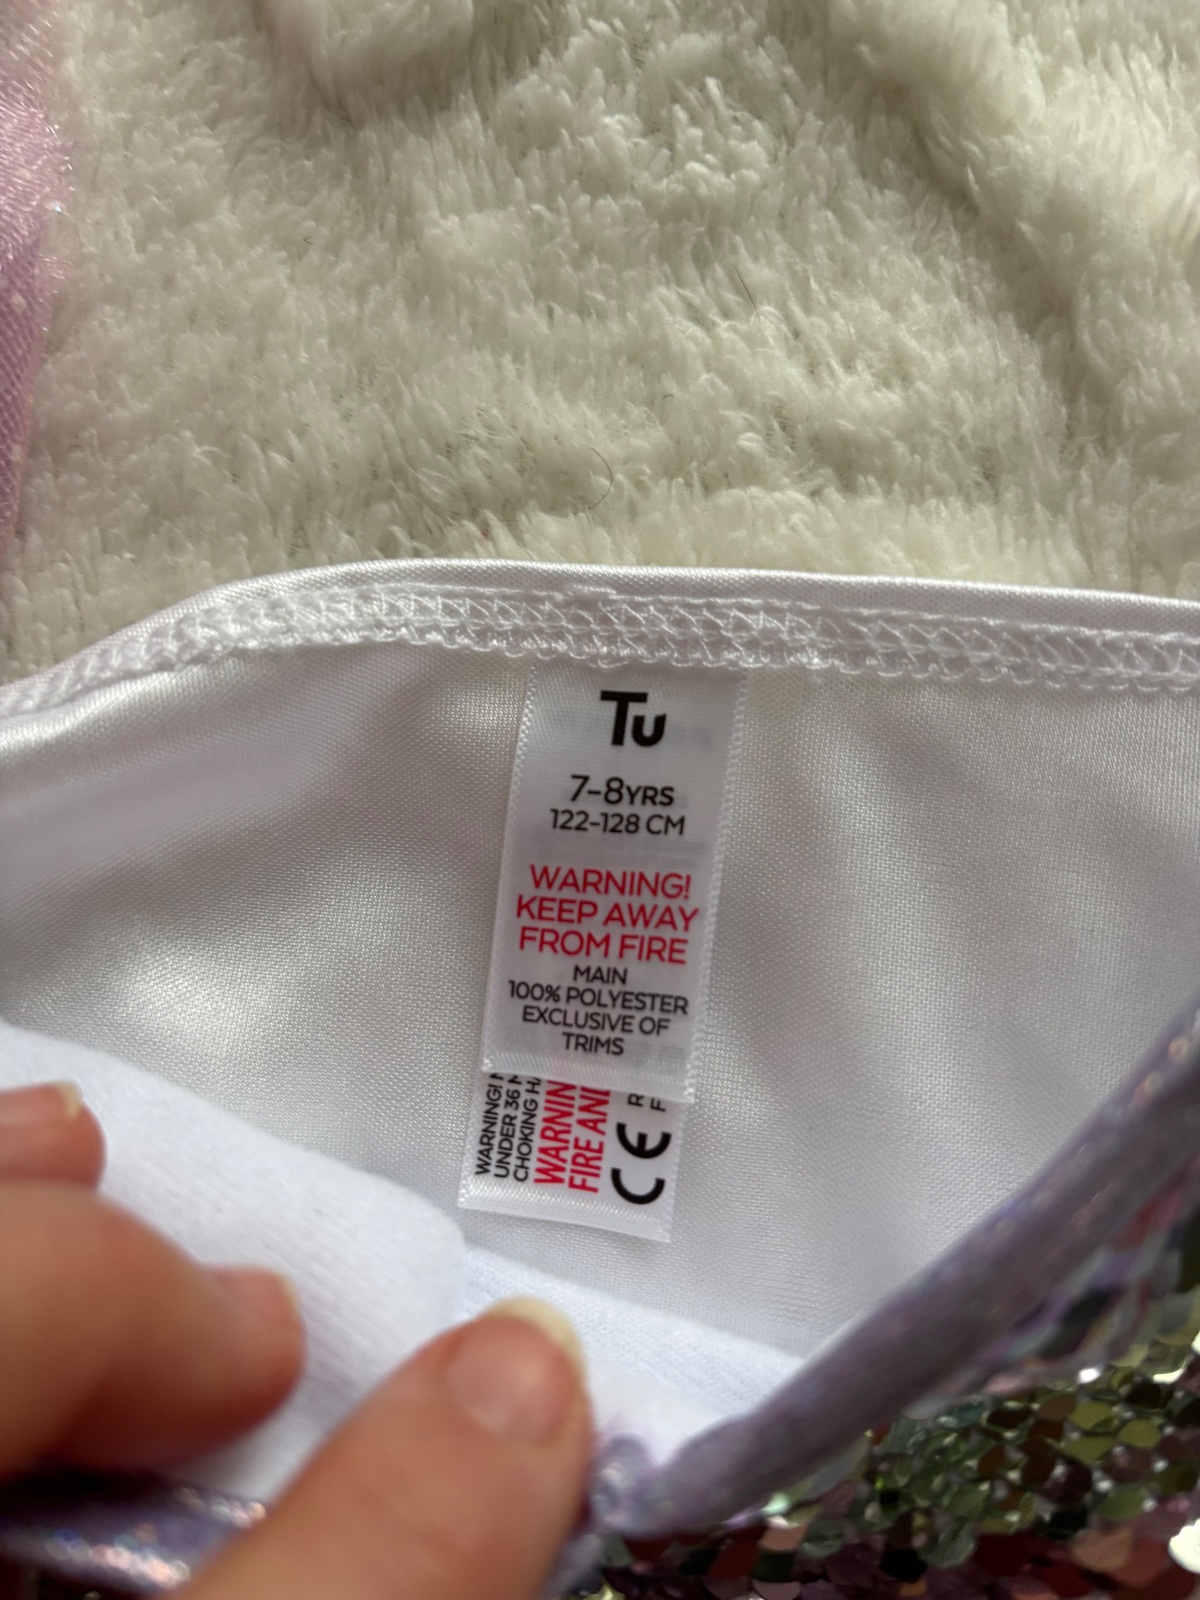 Tu
7-8YRS
122-128 CM
WARNING!
KEEP AWAY
FROM FIRE
MAIN
100% POLYESTER
EXCLUSIVE OF
TRIMS
WARNING!
UNDER 36
CHOKING
WARNIN
FIRE AND
CE